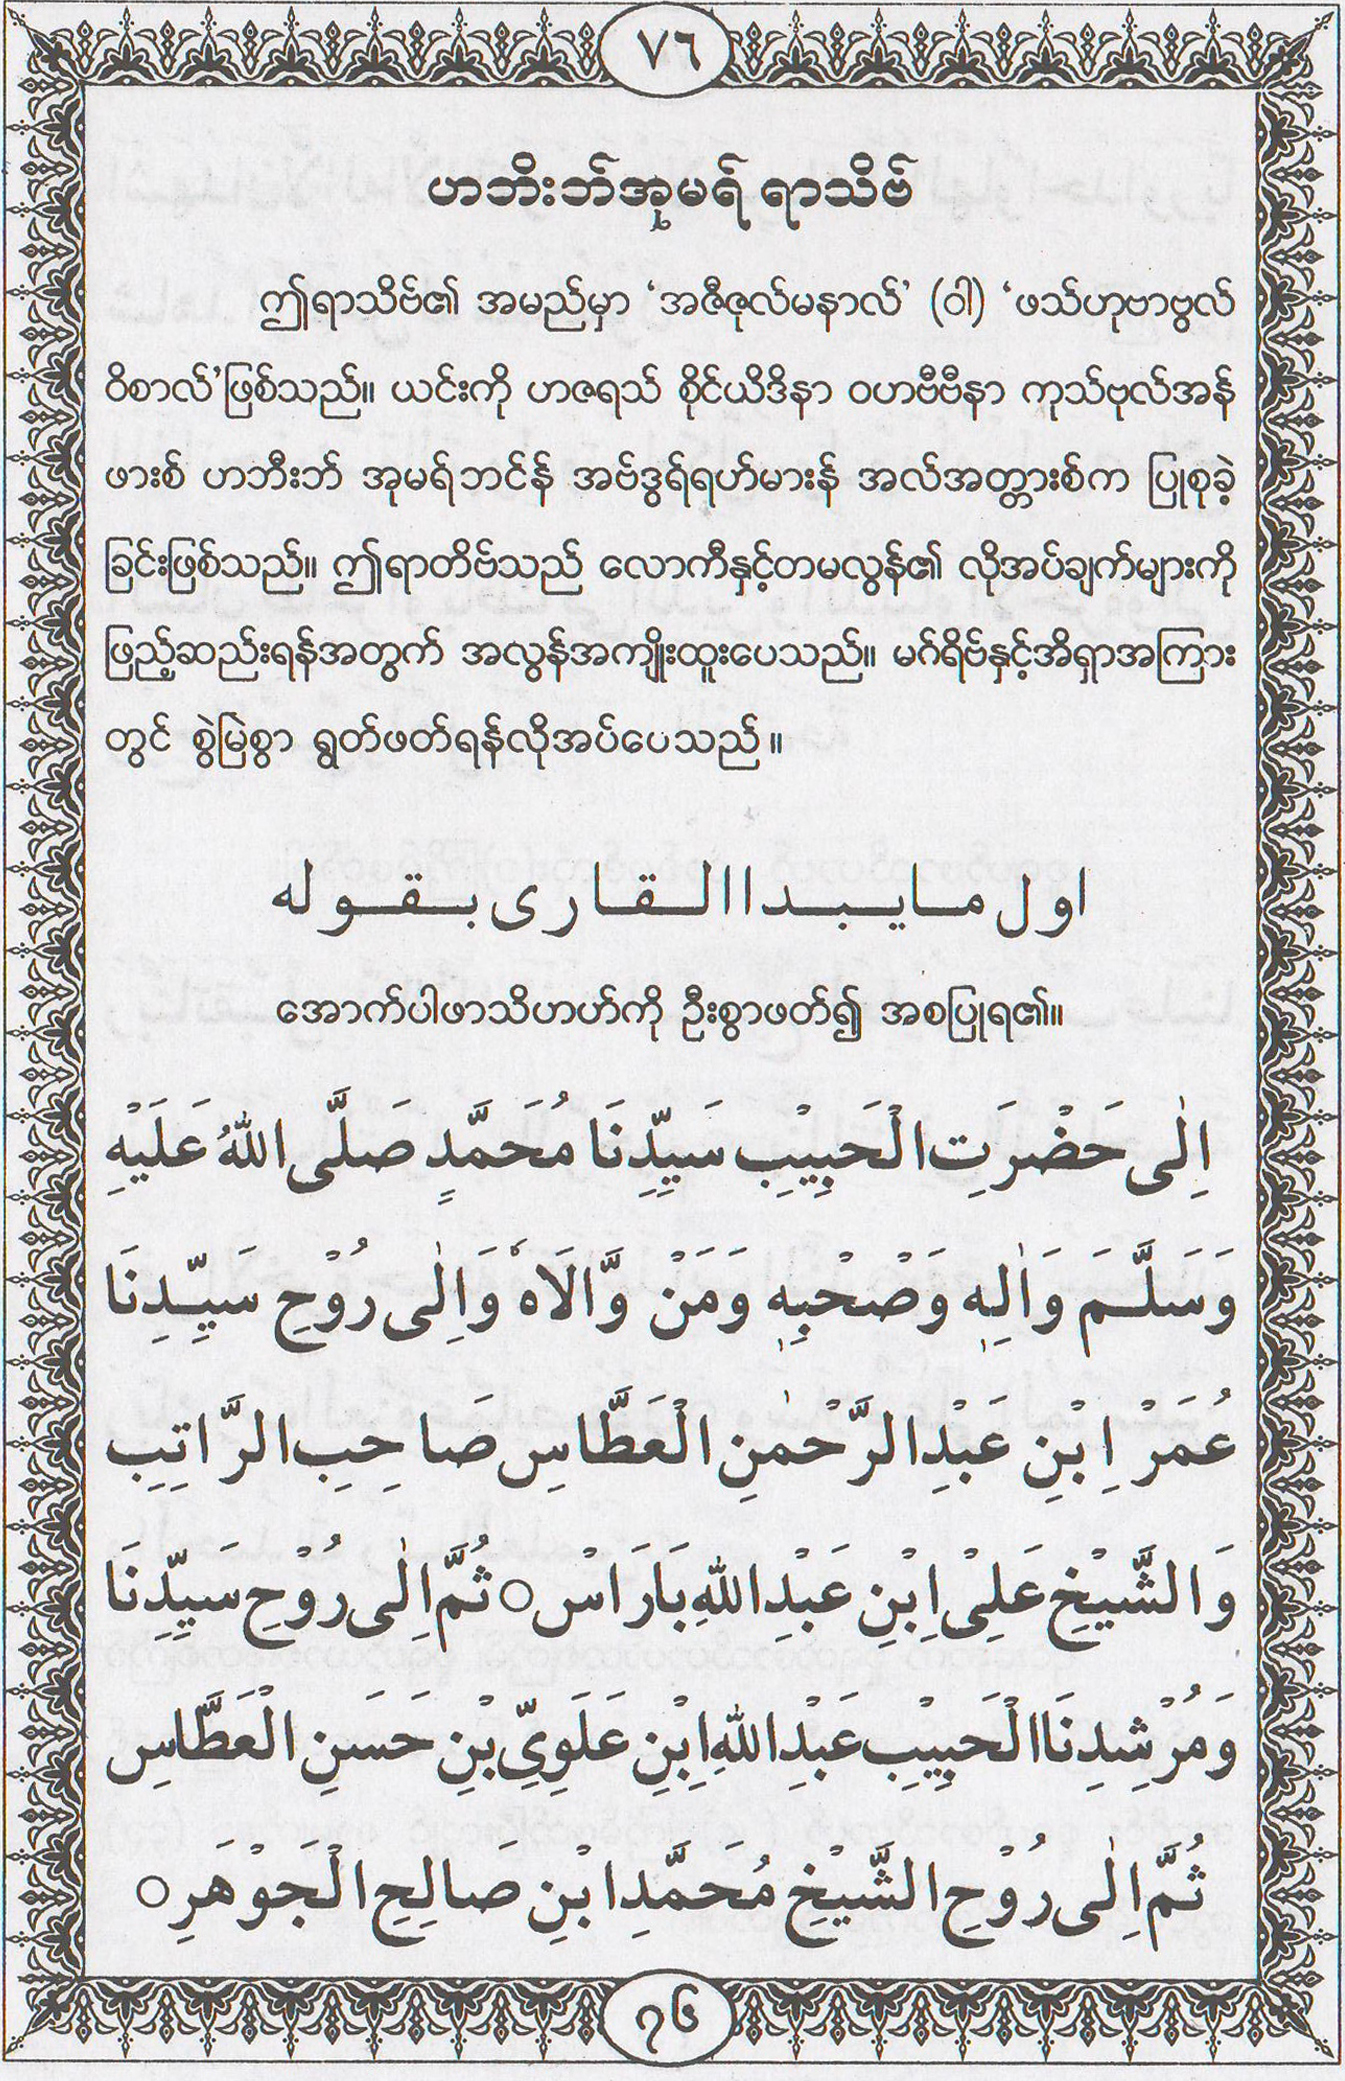 ٧٦
ဟဘိးဘ်အုမရ် ရာသိဗ်
ဤရာသိဗ်၏ အမည်မှာ ‘အဇီဇုလ်မနာလ်’ (ဝါ) ‘ဖသ်ဟုဗာဗွလ်
ဝိစာလ်’ဖြစ်သည်။ ယင်းကို ဟဇရသ် စိုင်ယိဒိနာ ဝဟဗီဗီနာ ကုသ်ဗုလ်အန်
ဖားစ် ဟဘီးဘ် အုမရ်ဘင်န် အဗ်ဒွရ်ရဟ်မားန် အလ်အတ္တားစ်က ပြုစုခဲ့
ခြင်းဖြစ်သည်။ ဤရာတိဗ်သည် လောကီနှင့်တမလွန်၏ လိုအပ်ချက်များကို
ဖြည့်ဆည်းရန်အတွက် အလွန်အကျိုးထူးပေသည်။ မဂ်ရိဗ်နှင့်အိရှာအကြား
တွင် စွဲမြဲစွာ ရွတ်ဖတ်ရန်လိုအပ်ပေသည်။
اول مايبدا القارى بقوله
အောက်ပါဖာသိဟဟ်ကို ဦးစွာဖတ်၍ အစပြုရ၏။
اِلٰى حَضْرَتِ الْحَبِيْبِ سَيِّدِنَا مُحَمَّدٍ صَلَّى اللهُ عَلَيْهِ
وَسَلَّمَ وَاٰلِهٖ وَصْحْبِهٖ وَمَنْ وَّالَاهٗ وَاِلٰى رُوْحِ سَيِّدِنَا
عُمَرْ اِبْنِ عَبْدِ الرَّحْمٰنِ الْعَطَّاسِ صَاحِبِ الرَّاتِبِ
وَالشَّيْخِ عَلِىْ اِبْنِ عَبْدِ اللهِ بَارَاسْ ○ ثُمَّ اِلٰى رُوْحِ سَيِّدِنَا
وَمُرْشِدِنَا الْحَبِيْبِ عَبْدِ اللهِ اِبْنِ عَلَوِيِّ بْنِ حَسَنِ الْعَطَّاسِ
ثُمَّ اِلٰى رُوْحِ الشَّيْخِ مُحَمَّدِ ابْنِ صَالِحِ الْجَوْهَرِ ○
၇၆